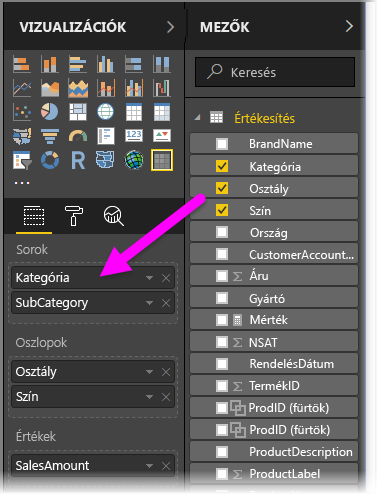 VIZUALIZÁCIÓK
Sorok
Kategória
SubCategory
Oszlopok
Osztály
Szín
Értékek
SalesAmount
MEZŐK
Keresés
Értékesítés
BrandName
Kategória
Osztály
Szín
Ország
CustomerAccount...
Áru
Gyártó
Mérték
NSAT
RendelésDátum
TermékID
ProdID (fürtök)
ProdID (fürtök)
ProductDescription
ProductLabel